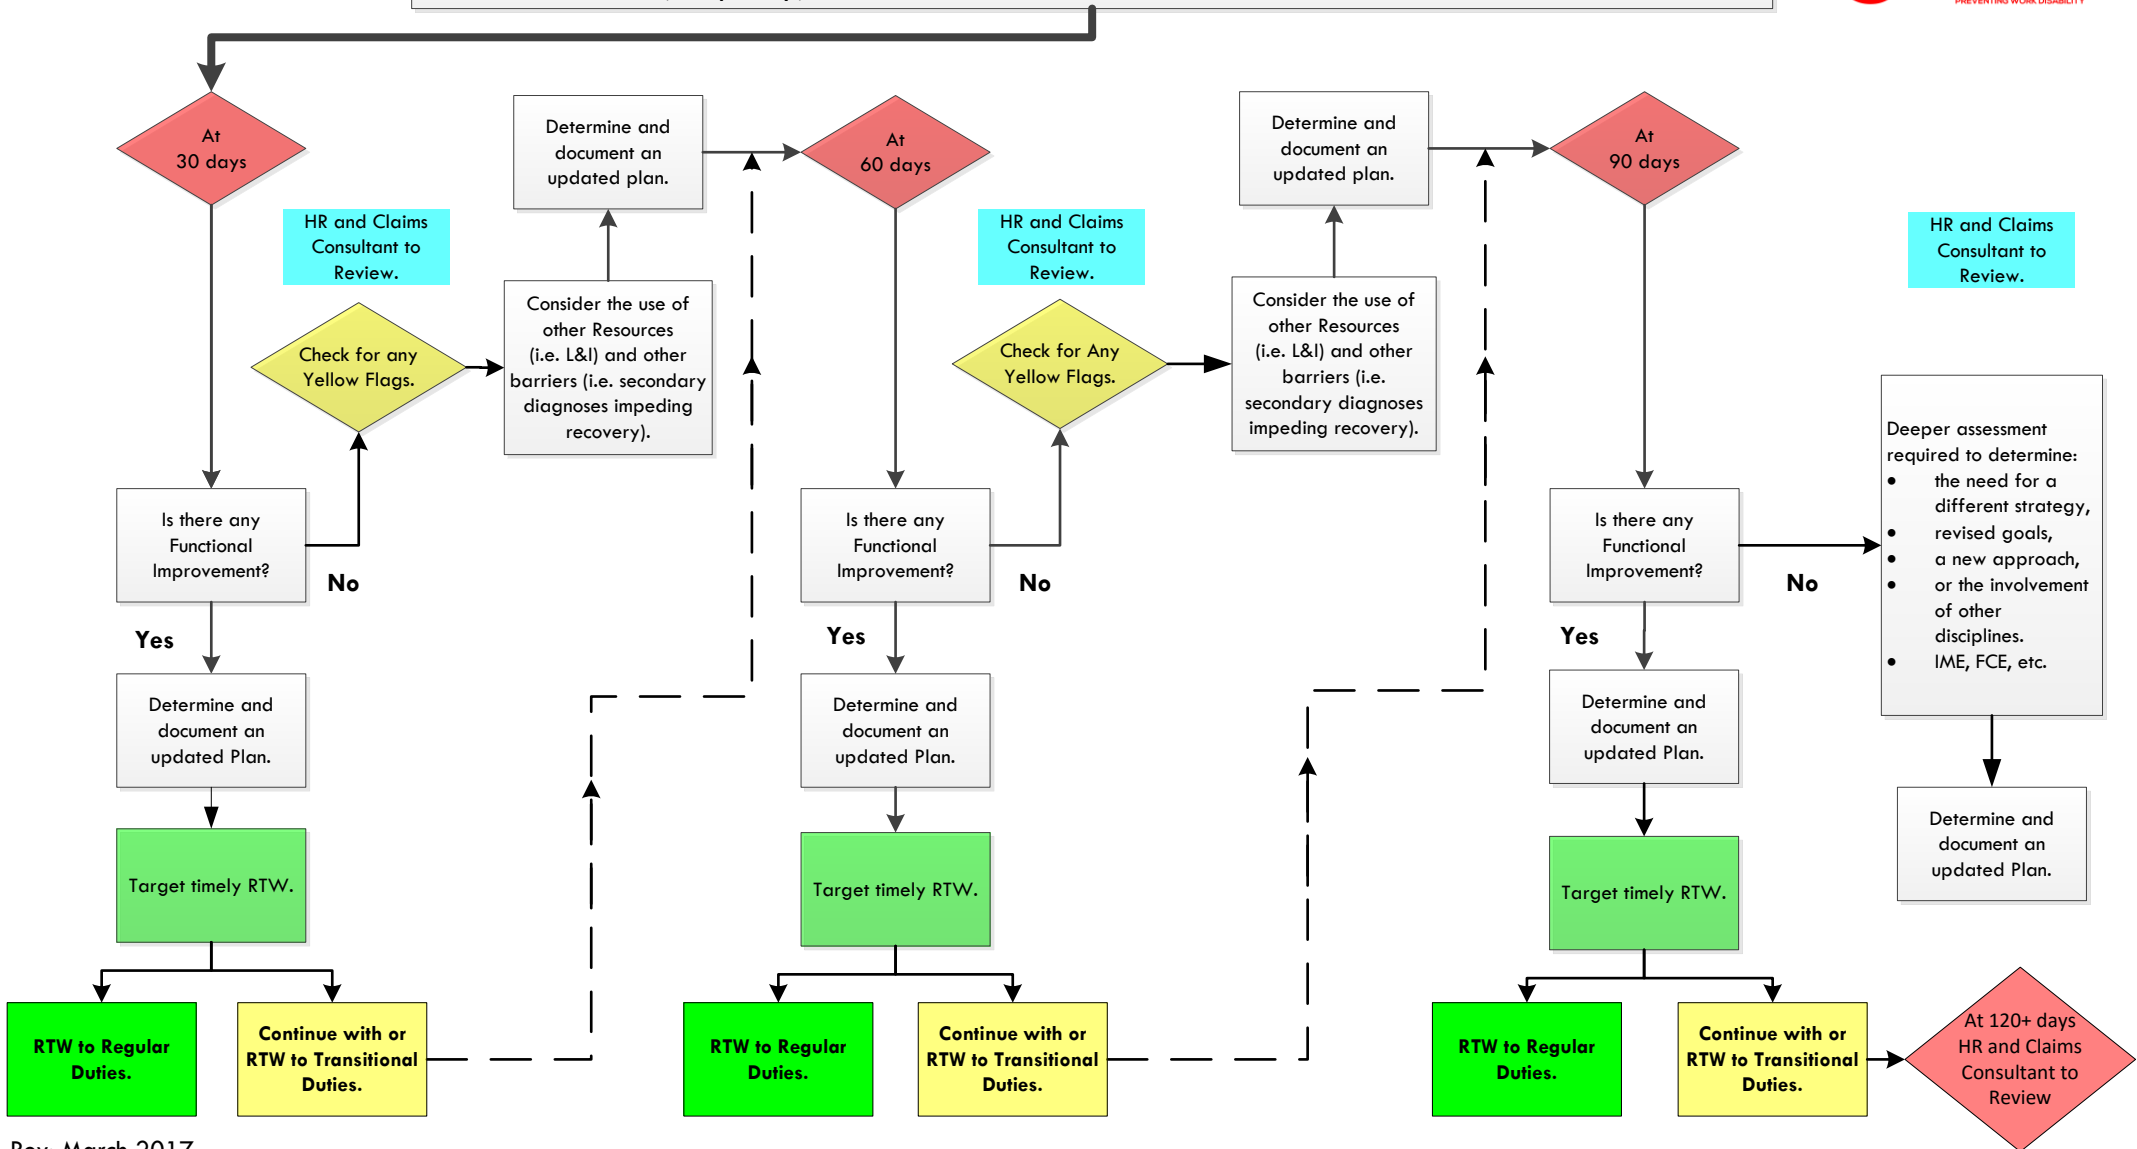 PREVENTING WORK DISABILITY
At
30 days
HR and Claims
Consultant to
Review.
Check for any
Yellow Flags.
Determine and
document an
updated plan.
Consider the use of
other Resources
(i.e. L&I) and other
barriers (i.e. secondary
diagnoses impeding
recovery).
Is there any
Functional
Improvement?
No
Yes
Determine and
document an
updated Plan.
Target timely RTW.
RTW to Regular
Duties.
Continue with or
RTW to Transitional
Duties.
At
60 days
HR and Claims
Consultant to
Review.
Check for Any
Yellow Flags.
Determine and
document an
updated plan.
Consider the use of
other Resources
(i.e. L&I) and other
barriers (i.e.
secondary diagnoses
impeding recovery).
Is there any
Functional
Improvement?
No
Yes
Determine and
document an
updated Plan.
Target timely RTW.
RTW to Regular
Duties.
Continue with or
RTW to Transitional
Duties.
At
90 days
HR and Claims
Consultant to
Review.
Is there any
Functional
Improvement?
No
Yes
Deeper assessment
required to determine:
• the need for a
different strategy,
• revised goals,
• a new approach,
• or the involvement
of other
disciplines.
• IME, FCE, etc.
Determine and
document an
updated Plan.
Determine and
document an
updated Plan.
Target timely RTW.
RTW to Regular
Duties.
Continue with or
RTW to Transitional
Duties.
At 120+ days
HR and Claims
Consultant to
Review
Rev. March 2017